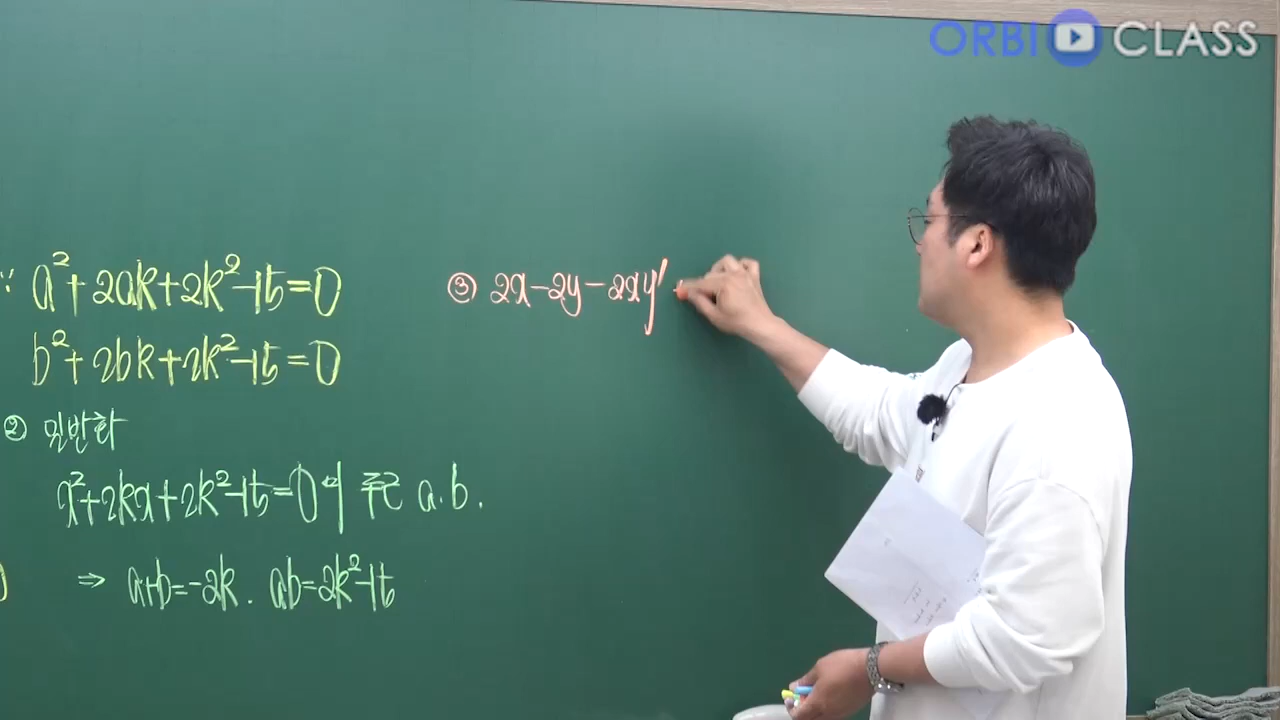 ORBI CLASS
∵ a²+2ak+2k²-15=0
b²+2bk+2k²-15=0
② 일반화
x²+2kx+2k²-15=0의 두근 a.b.
⇒ a+b=-2k. ab=2k²-15
③ 2x-2y-2xy'